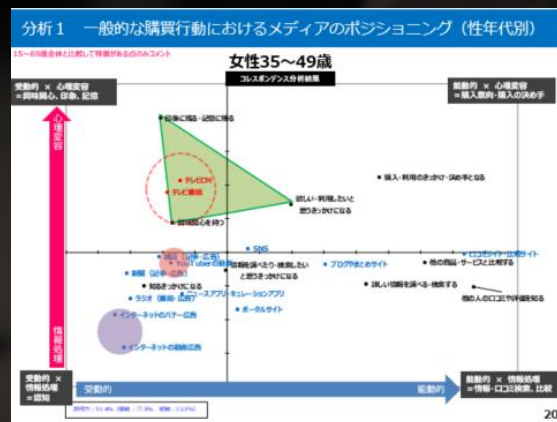 分析1 一般的な購買行動におけるメディアのポジショニング(性年代別)
15~69歳全体と比較して特徴がある点のみコメント
女性35~49歳
コレスポンデンス分析結果
受動的 × 心理変容
=興味関心、印象、記憶
能動的 × 心理変容
=購入意向・購入の決め手
心理変容
印象に残る・記憶に残る
テレビCM
テレビ番組
購入・利用のきっかけ・決め手となる
欲しい・利用したいと
思うきっかけになる
興味関心を持つ
SNS
口コミサイト・比較サイト
雑誌(記事・広告)
YouTuberの動画
新聞(記事・広告)
情報を調べたり・検索したい
と思うきっかけになる
ブログやまとめサイト
他の商品・サービスと比較する
知るきっかけになる
詳しい情報を調べる・検索する
ニュースアプリ・キュレーションアプリ
他の人の口コミや評価を知る
ラジオ(番組・広告)
ポータルサイト
インターネットのバナー広告
インターネットの動画広告
情報処理
受動的 ×
情報処理
=認知
受動的
能動的
能動的 × 情報処理
=情報・口コミ検索、比較
20